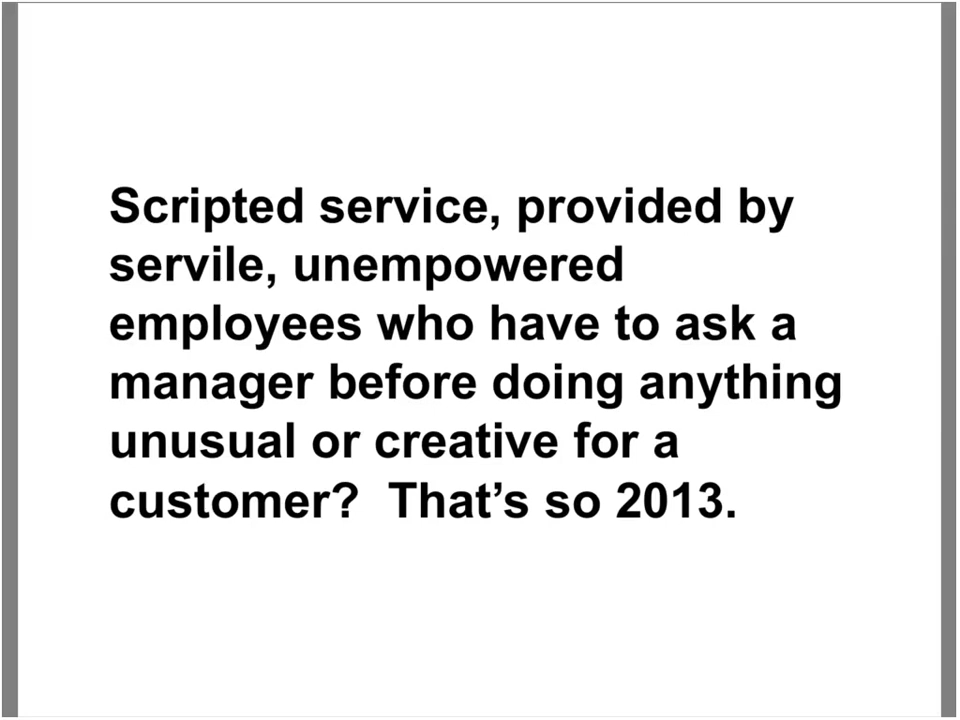 Scripted service, provided by
servile, unempowered
employees who have to ask a
manager before doing anything
unusual or creative for a
customer?  That’s so 2013.